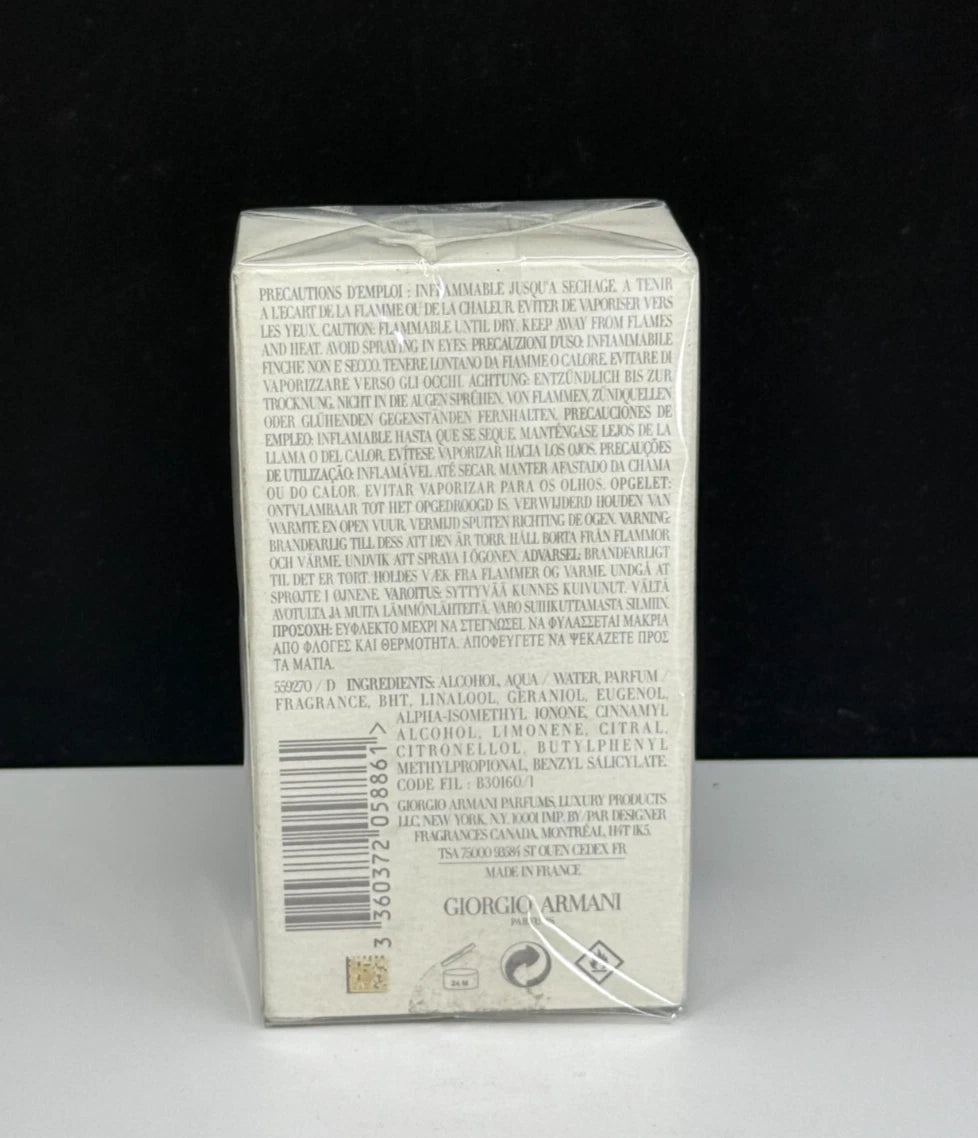 PRECAUTIONS D'EMPLOI : INFLAMMABLE JUSQU'A SECHAGE. A TENIR
A L'ECART DE LA FLAMME OU DE LA CHALEUR. EVITER DE VAPORISER VERS
LES YEUX. CAUTION: FLAMMABLE UNTIL DRY. KEEP AWAY FROM FLAMES
AND HEAT. AVOID SPRAYING IN EYES. PRECAUZIONI D'USO: INFIAMMABILE
FINCHE' NON E' SECCO. TENERE LONTANO DA FIAMME O CALORE. EVITARE DI
VAPORIZZARE VERSO GLI OCCHI. ACHTUNG: ENTZÜNDLICH BIS ZUR
TROCKNUNG. NICHT IN DIE AUGEN SPRÜHEN. VON FLAMMEN, ZÜNDQUELLEN
ODER GLÜHENDEN GEGENSTÄNDEN FERNHALTEN. PRECAUCIONES DE
EMPLEO: INFLAMABLE HASTA QUE SE SEQUE. MANTÉNGASE LEJOS DE LA
LLAMA O DEL CALOR. EVÍTESE VAPORIZAR HACIA LOS OJOS. PRECAUÇÕES
DE UTILIZAÇÃO: INFLAMÁVEL ATÉ SECAR. MANTER AFASTADO DA CHAMA
OU DO CALOR. EVITAR VAPORIZAR PARA OS OLHOS. OPGELET:
ONTVLAMBAAR TOT HET OPGEDROOGD IS. VERWIJDERD HOUDEN VAN
WARMTE EN OPEN VUUR. VERMIJD SPUITEN RICHTING DE OGEN. VARNING:
BRANDFARLIG TILL DESS ATT DEN ÄR TORR. HÅLL BORTA FRÅN FLAMMOR
OCH VÄRME. UNDVIK ATT SPRAYA I ÖGONEN. ADVARSEL: BRANDFARLIGT
TIL DET ER TORT. HOLDES VÆK FRA FLAMMER OG VARME. UNDGÅ AT
SPRØJTE I ØJNENE. VAROITUS: SYTTYVÄÄ KUNNES KUIVUNUT. VÄLTÄ
AVOTULTA JA MUITA LÄMMÖNLÄHTEITÄ. VARO SUIHKUTTAMASTA SILMIIN.
ΠΡΟΣΟΧΗ: ΕΥΦΛΕΚΤΟ ΜΕΧΡΙ ΝΑ ΣΤΕΓΝΩΣΕΙ. ΝΑ ΦΥΛΑΣΣΕΤΑΙ ΜΑΚΡΙΑ
ΑΠΟ ΦΛΟΓΕΣ ΚΑΙ ΘΕΡΜΟΤΗΤΑ. ΑΠΟΦΕΥΓΕΤΕ ΝΑ ΨΕΚΑΖΕΤΕ ΠΡΟΣ
ΤΑ ΜΑΤΙΑ.
559270 / D INGREDIENTS: ALCOHOL, AQUA / WATER, PARFUM /
FRAGRANCE, BHT, LINALOOL, GERANIOL, EUGENOL,
ALPHA-ISOMETHYL IONONE, CINNAMYL
ALCOHOL, LIMONENE, CITRAL,
CITRONELLOL, BUTYLPHENYL
METHYLPROPIONAL, BENZYL SALICYLATE.
CODE FIL : B30160/1
GIORGIO ARMANI PARFUMS, LUXURY PRODUCTS
LLC, NEW YORK, N.Y. 10001 IMP. BY/PAR DESIGNER
FRAGRANCES CANADA, MONTRÉAL, H4T 1K5.
TSA 75000 93584 ST OUEN CEDEX FR
MADE IN FRANCE
GIORGIO ARMANI
PARFUMS
3 360372 058861 >
24 M